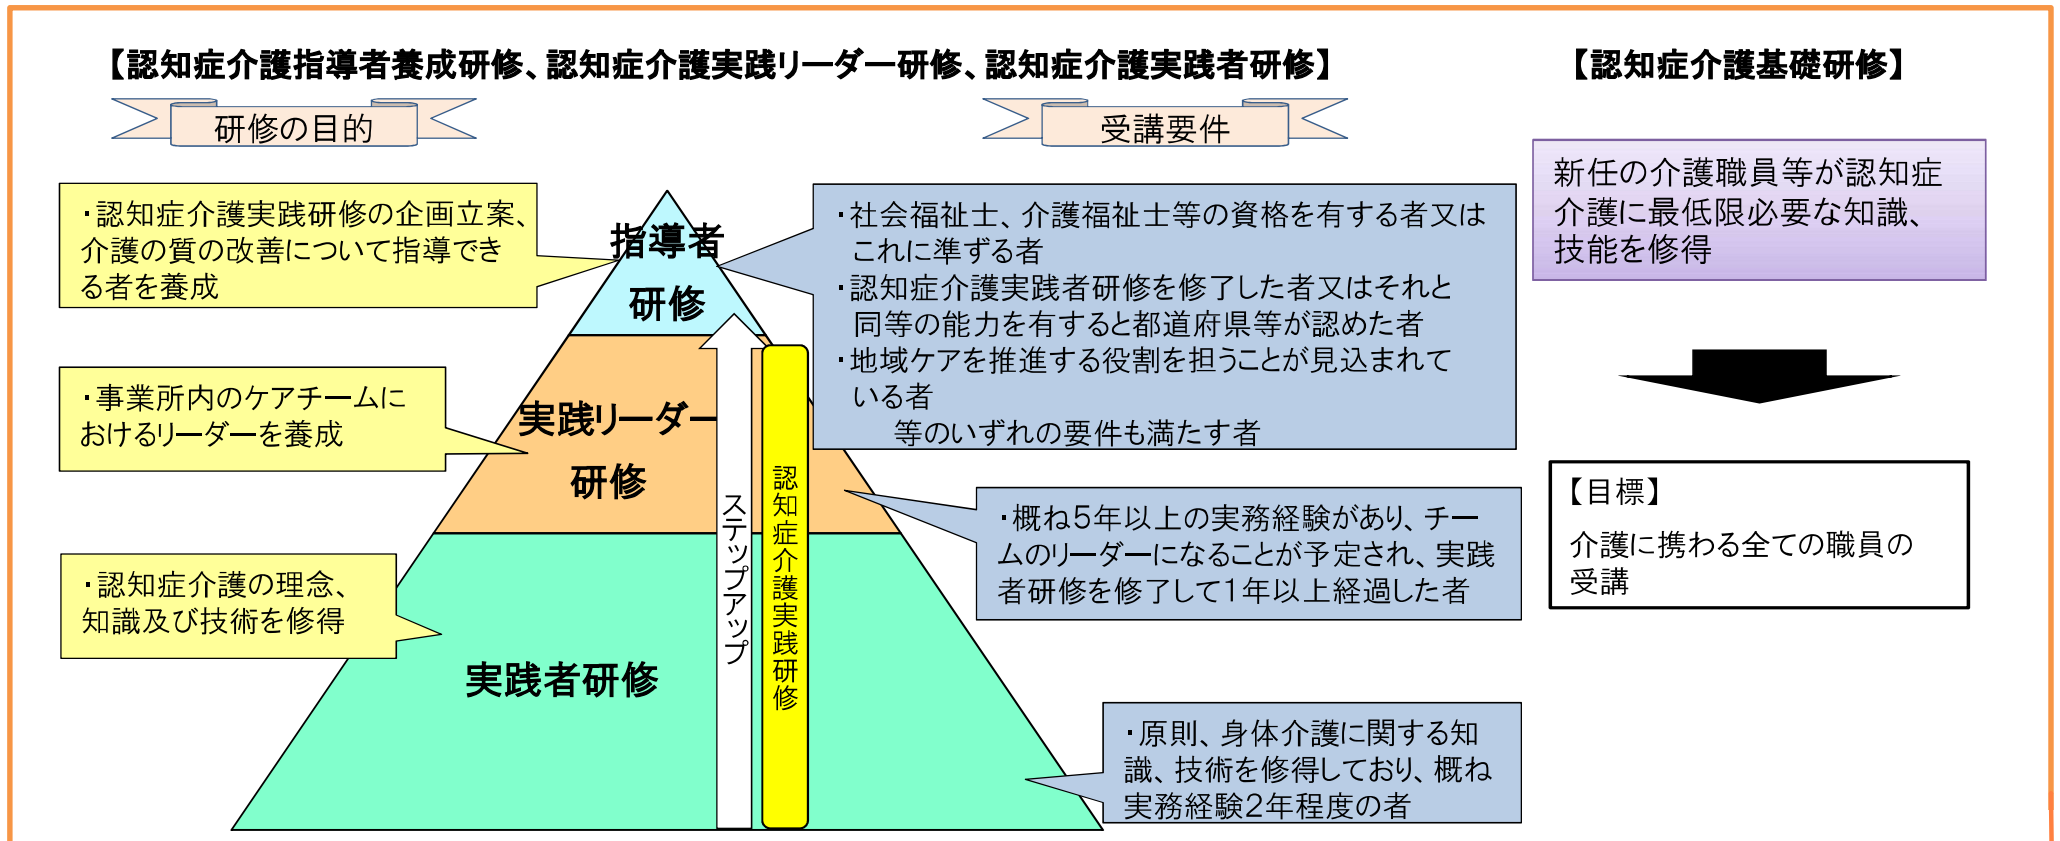 【認知症介護指導者養成研修、認知症介護実践リーダー研修、認知症介護実践者研修】
研修の目的
受講要件
・認知症介護実践研修の企画立案、
介護の質の改善について指導でき
る者を養成
指導者
研修
・社会福祉士、介護福祉士等の資格を有する者又は
これに準ずる者
・認知症介護実践者研修を修了した者又はそれと
同等の能力を有すると都道府県等が認めた者
・地域ケアを推進する役割を担うことが見込まれて
いる者
等のいずれの要件も満たす者
・事業所内のケアチームに
おけるリーダーを養成
実践リーダー
研修
・概ね5年以上の実務経験があり、チー
ムのリーダーになることが予定され、実践
者研修を修了して1年以上経過した者
・認知症介護の理念、
知識及び技術を修得
実践者研修
ステップアップ
認知症介護実践研修
・原則、身体介護に関する知
識、技術を修得しており、概ね
実務経験2年程度の者
【認知症介護基礎研修】
新任の介護職員等が認知症
介護に最低限必要な知識、
技能を修得
【目標】
介護に携わる全ての職員の
受講